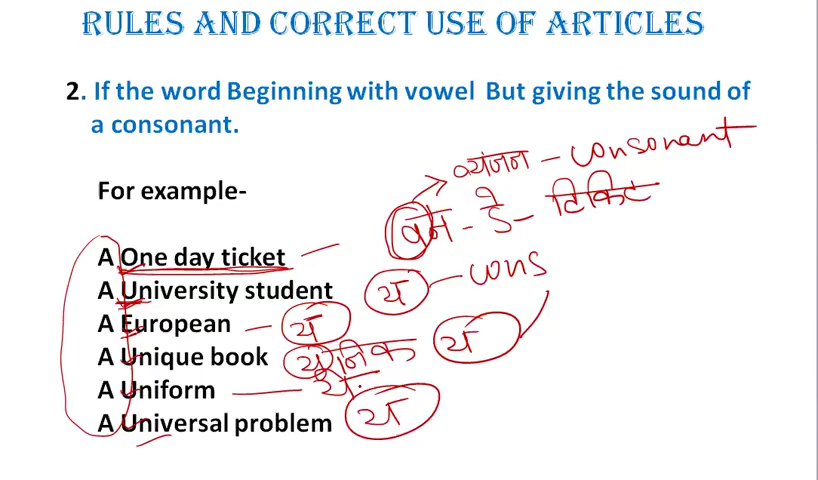 RULES AND CORRECT USE OF ARTICLES
2. If the word Beginning with vowel But giving the sound of
a consonant.
व्यंजन - consonant
For example-
वन - डे - टिकिट
A One day ticket
A University student य - cons
A European - य
A Unique book यूनिक य
A Uniform
A Universal problem य